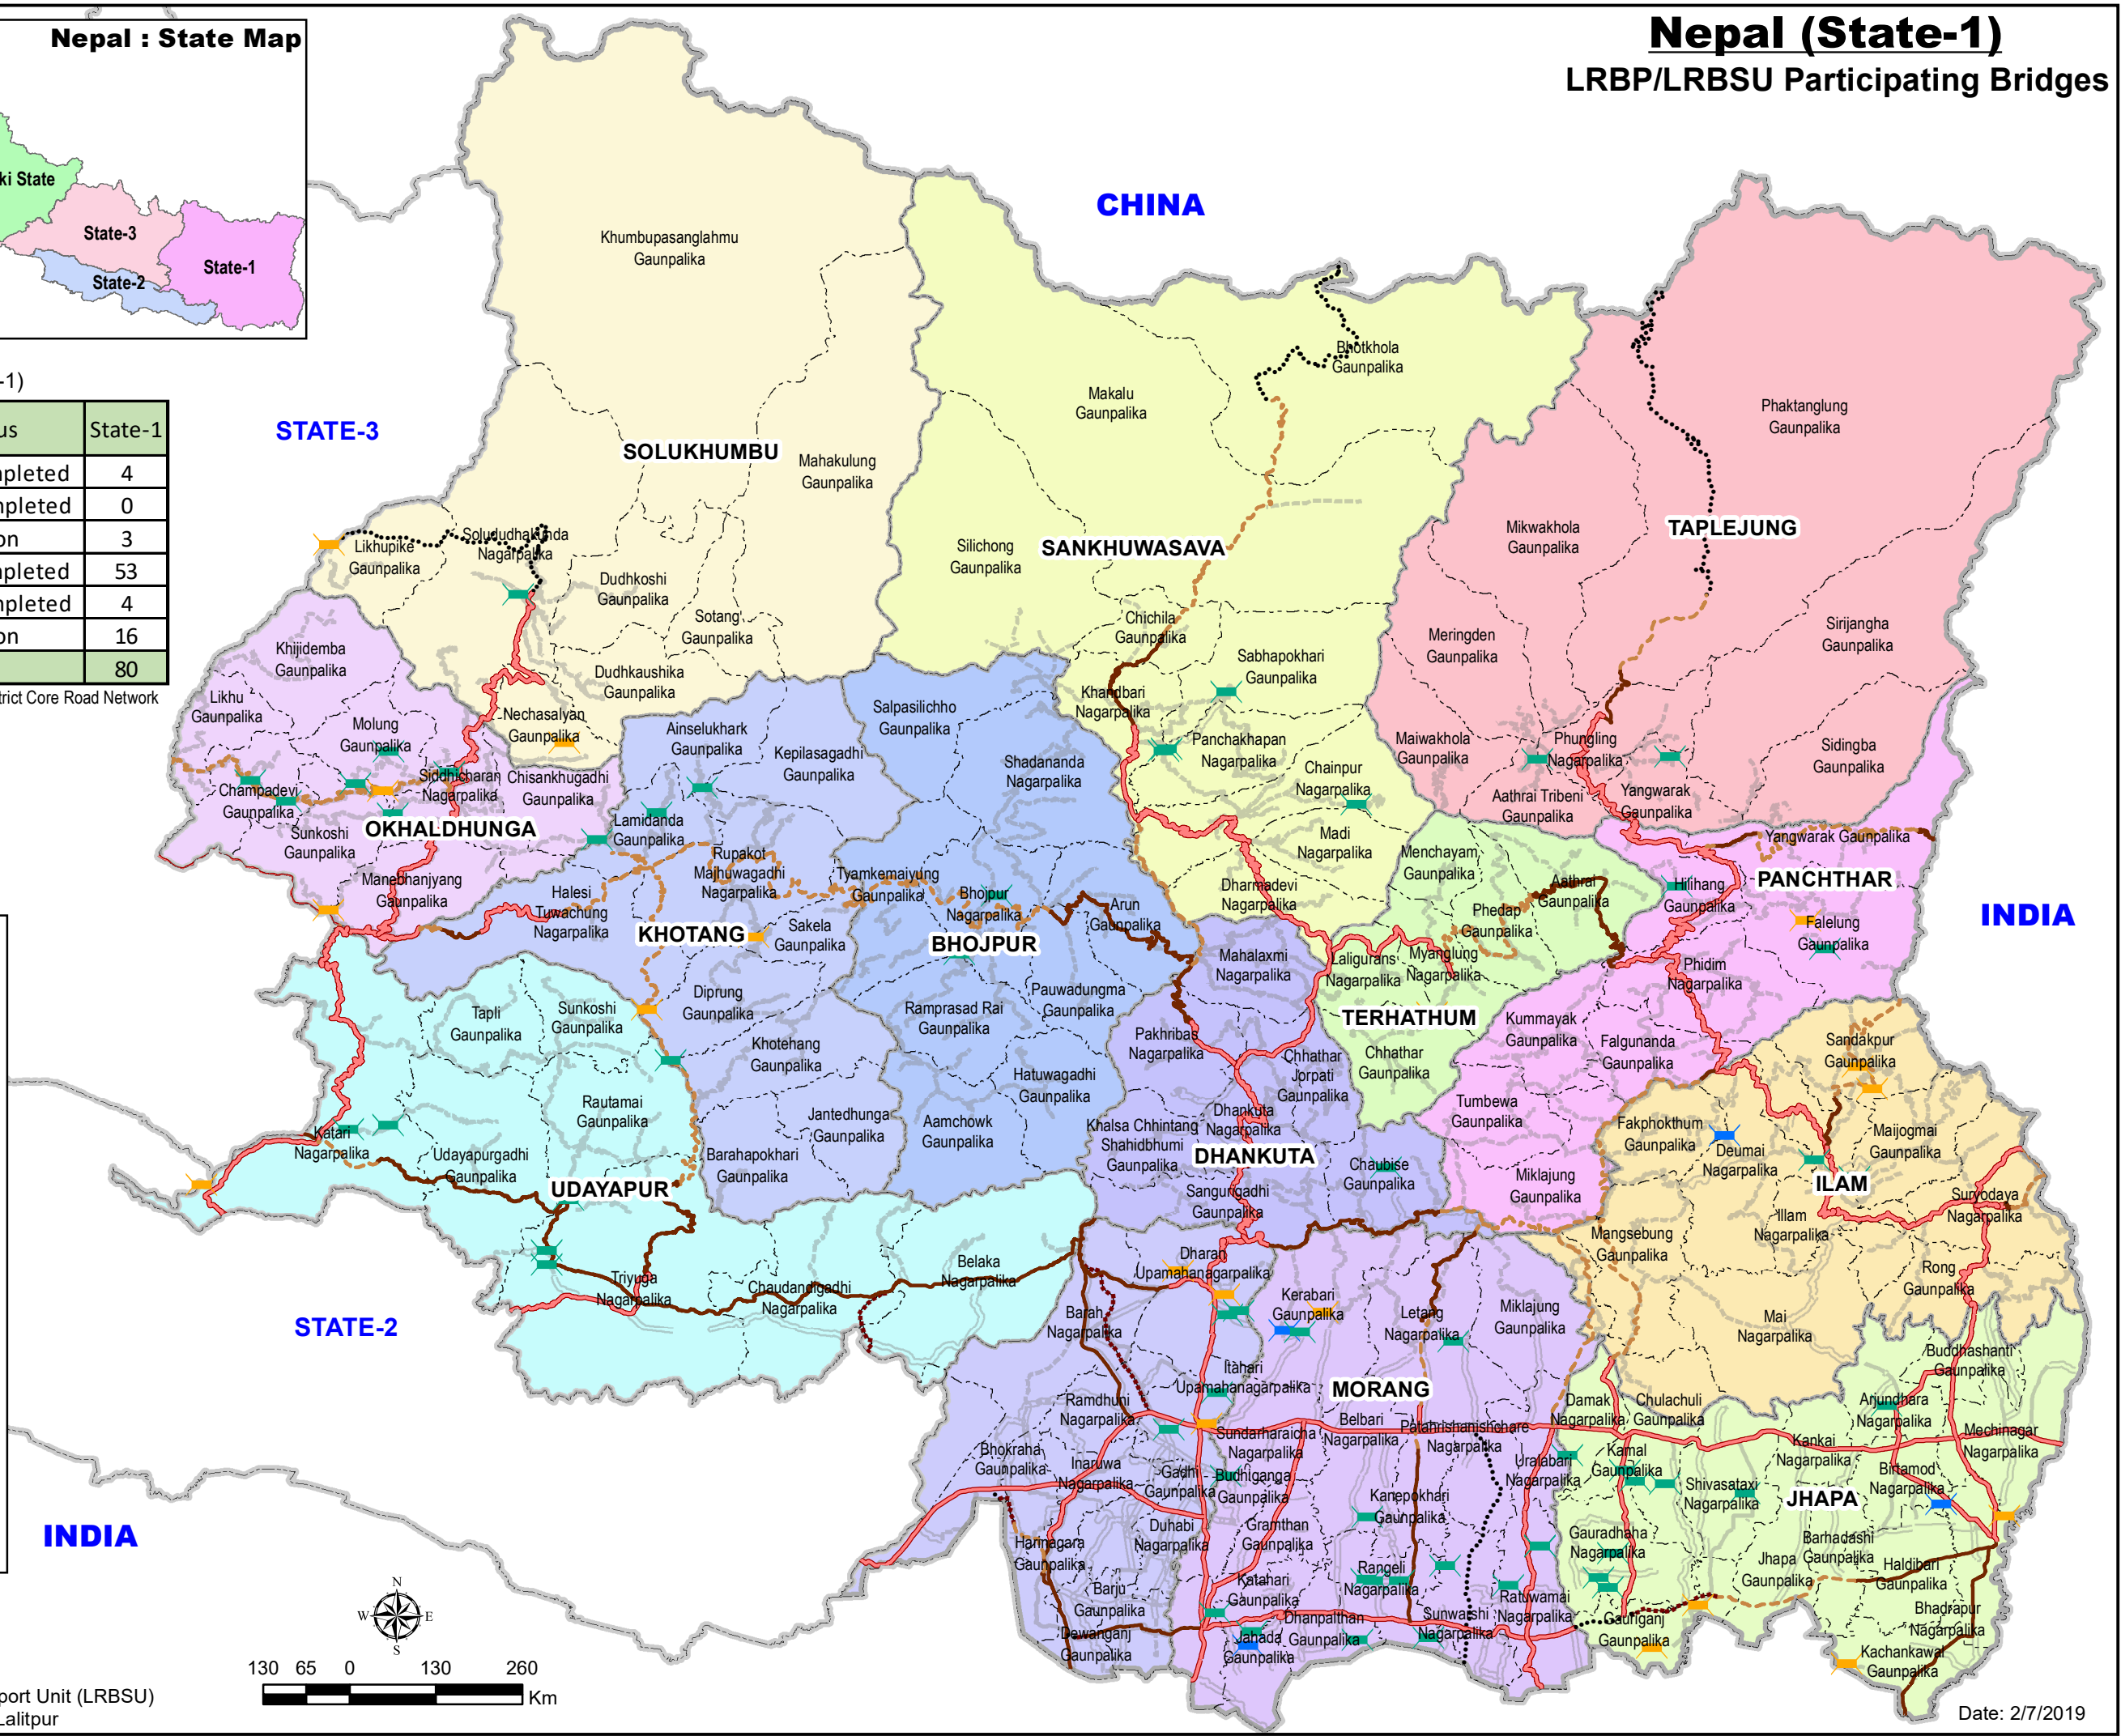 Nepal (State-1)
LRBP/LRBSU Participating Bridges
Nepal : State Map
ki State
State-3
State-1
State-2
-1)
us State-1
npleted 4
npleted 0
on 3
npleted 53
npleted 4
on 16
80
trict Core Road Network
CHINA
STATE-3
STATE-2
INDIA
INDIA
SOLUKHUMBU
Khumbupasanglahmu
Gaunpalika
Mahakulung
Gaunpalika
Likhupike
Gaunpalika
Solududhakunda
Nagarpalika
Dudhkoshi
Gaunpalika
Sotang
Gaunpalika
Dudhkaushika
Gaunpalika
Nechasalyan
Gaunpalika
SANKHUWASAVA
Bhotkhola
Gaunpalika
Makalu
Gaunpalika
Silichong
Gaunpalika
Chichila
Gaunpalika
Sabhapokhari
Gaunpalika
Khandbari
Nagarpalika
Panchakhapan
Nagarpalika
Chainpur
Nagarpalika
Madi
Nagarpalika
Dharmadevi
Nagarpalika
TAPLEJUNG
Phaktanglung
Gaunpalika
Mikwakhola
Gaunpalika
Meringden
Gaunpalika
Sirijangha
Gaunpalika
Maiwakhola
Gaunpalika
Phungling
Nagarpalika
Sidingba
Gaunpalika
Aathrai Tribeni
Gaunpalika
Yangwarak
Gaunpalika
OKHALDHUNGA
Khijidemba
Gaunpalika
Likhu
Gaunpalika
Molung
Gaunpalika
Siddhicharan
Nagarpalika
Chisankhugadhi
Gaunpalika
Champadevi
Gaunpalika
Sunkoshi
Gaunpalika
Manebhanjyang
Gaunpalika
KHOTANG
Ainselukhark
Gaunpalika
Kepilasagadhi
Gaunpalika
Lamidanda
Gaunpalika
Rupakot
Majhuwagadhi
Nagarpalika
Halesi
Tuwachung
Nagarpalika
Sakela
Gaunpalika
Diprung
Gaunpalika
Khotehang
Gaunpalika
Jantedhunga
Gaunpalika
Barahapokhari
Gaunpalika
BHOJPUR
Salpasilichho
Gaunpalika
Shadananda
Nagarpalika
Tyamkemaiyung
Gaunpalika
Bhojpur
Nagarpalika
Arun
Gaunpalika
Pauwadungma
Gaunpalika
Ramprasad Rai
Gaunpalika
Hatuwagadhi
Gaunpalika
Aamchowk
Gaunpalika
TERHATHUM
Menchayam
Gaunpalika
Aathrai
Gaunpalika
Phedap
Gaunpalika
Laligurans
Nagarpalika
Myanglung
Nagarpalika
Chhathar
Gaunpalika
PANCHTHAR
Yangwarak Gaunpalika
Hilihang
Gaunpalika
Falelung
Gaunpalika
Phidim
Nagarpalika
Kummayak
Gaunpalika
Falgunanda
Gaunpalika
Tumbewa
Gaunpalika
Miklajung
Gaunpalika
DHANKUTA
Mahalaxmi
Nagarpalika
Pakhribas
Nagarpalika
Chhathar
Jorpati
Gaunpalika
Dhankuta
Nagarpalika
Khalsa Chhintang
Shahidbhumi
Gaunpalika
Chaubise
Gaunpalika
Sangurigadhi
Gaunpalika
UDAYAPUR
Tapli
Gaunpalika
Sunkoshi
Gaunpalika
Rautamai
Gaunpalika
Katari
Nagarpalika
Udayapurgadhi
Gaunpalika
Triyuga
Nagarpalika
Chaudandigadhi
Nagarpalika
Belaka
Nagarpalika
ILAM
Sandakpur
Gaunpalika
Fakphokthum
Gaunpalika
Deumai
Nagarpalika
Maijogmai
Gaunpalika
Suryodaya
Nagarpalika
Illam
Nagarpalika
Mangsebung
Gaunpalika
Rong
Gaunpalika
Mai
Nagarpalika
Chulachuli
Gaunpalika
Dharan
Upamahanagarpalika
Barah
Nagarpalika
Itahari
Upamahanagarpalika
Ramdhuni
Nagarpalika
Bhokraha
Gaunpalika
Inaruwa
Nagarpalika
Gadhi
Gaunpalika
Duhabi
Nagarpalika
Harinagara
Gaunpalika
Barju
Gaunpalika
Dewanganj
Gaunpalika
MORANG
Kerabari
Gaunpalika
Letang
Nagarpalika
Miklajung
Gaunpalika
Sundarharaicha
Nagarpalika
Belbari
Nagarpalika
Patahrishanishchare
Nagarpalika
Uralabari
Nagarpalika
Budhiganga
Gaunpalika
Kanepokhari
Gaunpalika
Gramthan
Gaunpalika
Rangeli
Nagarpalika
Katahari
Gaunpalika
Dhanpalthan
Gaunpalika
Sunwarshi
Nagarpalika
Ratuwamai
Nagarpalika
Jahada
Gaunpalika
JHAPA
Buddhashanti
Gaunpalika
Damak
Nagarpalika
Arjundhara
Nagarpalika
Mechinagar
Nagarpalika
Kankai
Nagarpalika
Kamal
Gaunpalika
Shivasataxi
Nagarpalika
Birtamod
Nagarpalika
Gauradhaha
Nagarpalika
Barhadashi
Gaunpalika
Jhapa
Gaunpalika
Haldibari
Gaunpalika
Bhadrapur
Nagarpalika
Gauriganj
Gaunpalika
Kachankawal
Gaunpalika
N
W E
S
130 65 0 130 260
Km
port Unit (LRBSU)
Lalitpur
Date: 2/7/2019